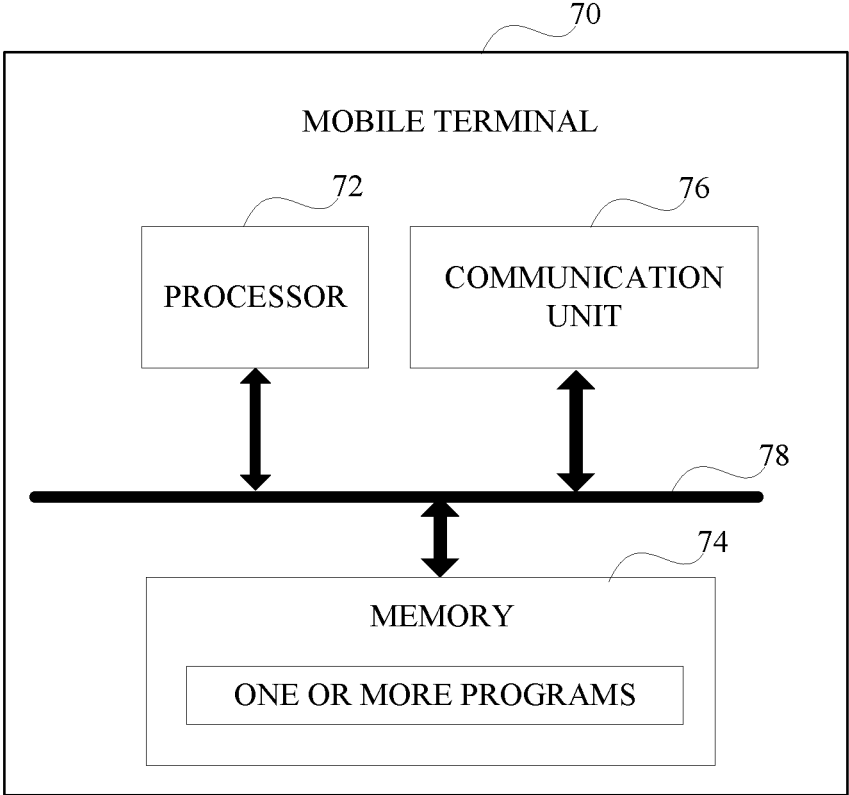 70
MOBILE TERMINAL
72
76
PROCESSOR
COMMUNICATION
UNIT
78
74
MEMORY
ONE OR MORE PROGRAMS